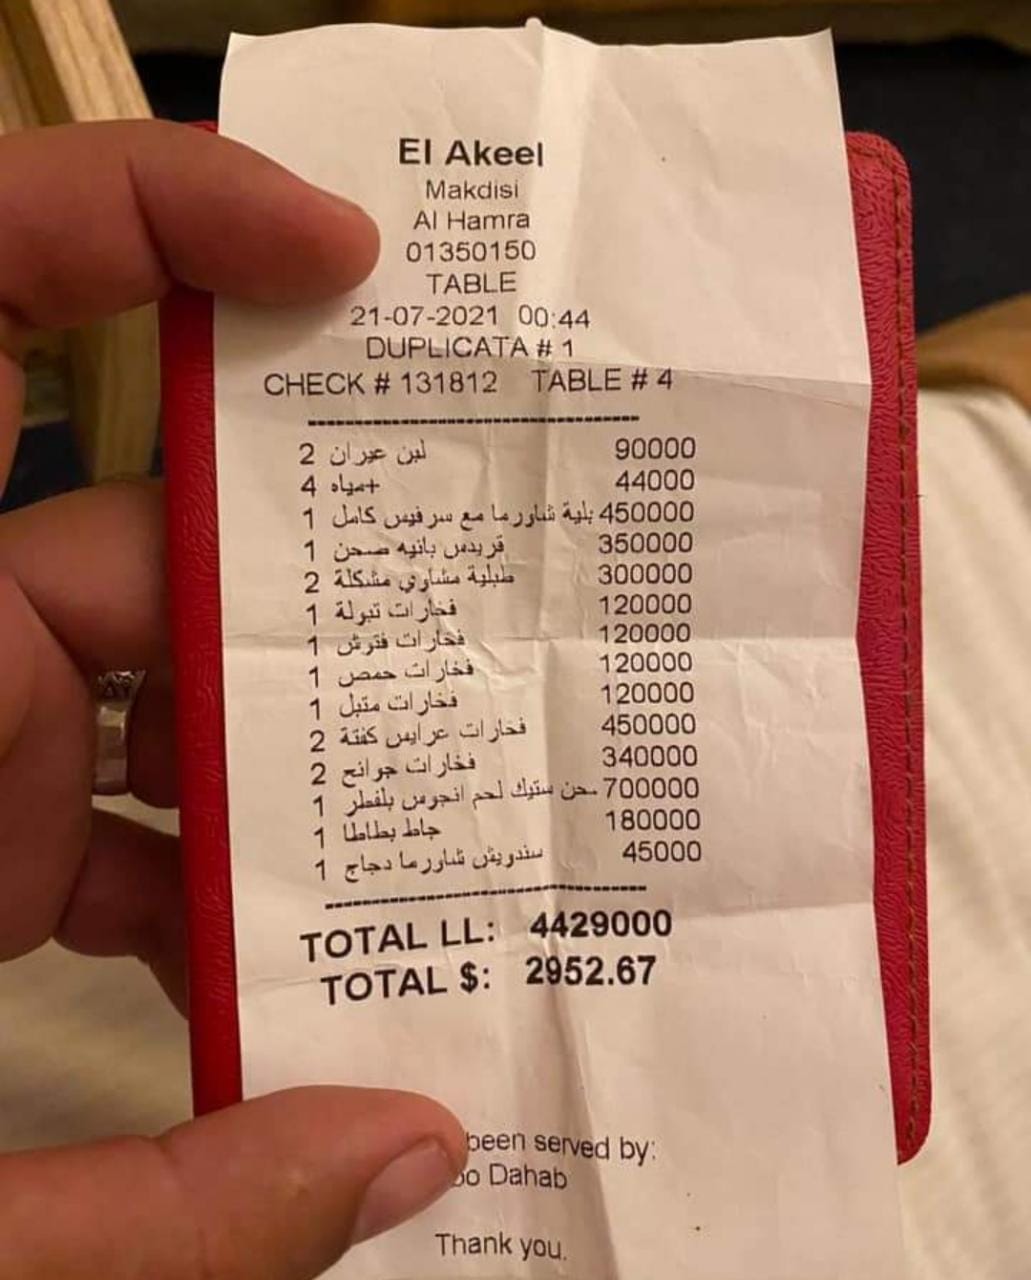 El Akeel
Makdisi
Al Hamra
01350150
TABLE
21-07-2021 00:44
DUPLICATA # 1
CHECK # 131812 TABLE # 4
2 لبن عيران 90000
4 مياه+ 44000
1 بلية شاورما مع سرفيس كامل 450000
1 قريدس بانيه صحن 350000
2 طبلية مشاوي مشكلة 300000
1 فخارات تبولة 120000
1 فخارات فتوش 120000
1 فخارات حمص 120000
1 فخارات متبل 120000
2 فخارات عرايس كفتة 450000
2 فخارات جوانح 340000
1 حن ستيك لحم انجوس بلفطر 700000
1 جاط بطاطا 180000
1 سندويش شاورما دجاج 45000
TOTAL LL: 4429000
TOTAL $: 2952.67
been served by:
Dahab
Thank you.